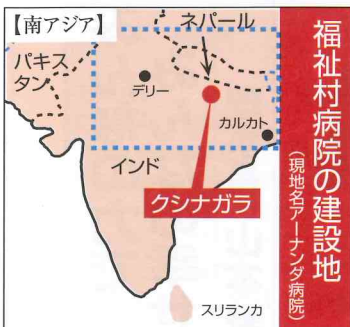 福祉村病院の建設地
(現地名アーナンダ病院)
【南アジア】
ネパール
パキス
タン
デリー
カルカト
インド
クシナガラ
スリランカ